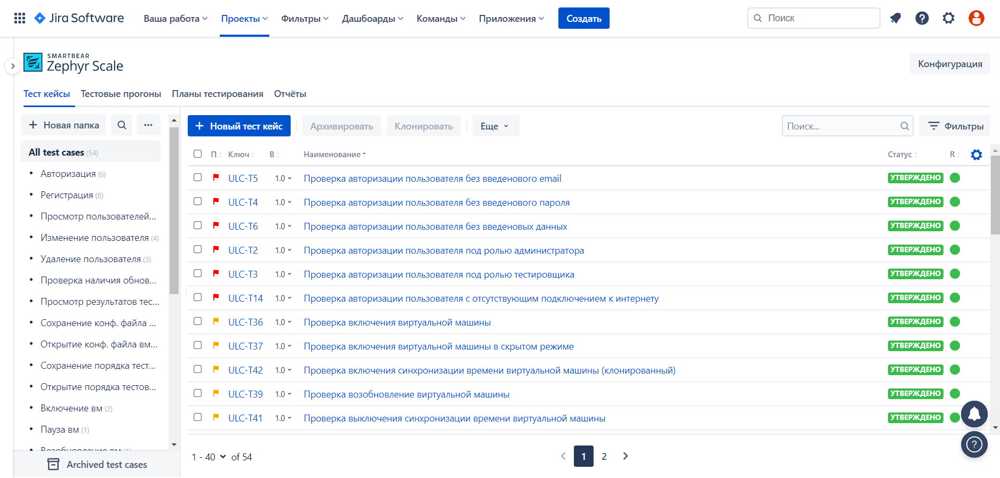 Jira Software Ваша работа Проекты Фильтры Дашборды Команды Приложения Создать Поиск
SMARTBEAR
Zephyr Scale
Конфигурация
Тест кейсы Тестовые прогоны Планы тестирования Отчёты
+ Новая папка ...
All test cases (54)
• Авторизация (6)
• Регистрация (8)
• Просмотр пользователей...
• Изменение пользователя (4)
• Удаление пользователя (3)
• Проверка наличия обнов...
• Просмотр результатов тес...
• Сохранение конф. файла ...
• Открытие конф. файла вм...
• Сохранение порядка тест...
• Открытие порядка тестов...
• Включение вм (2)
• Пауза вм (1)
Возобновление вм (1)
Archived test cases
+ Новый тест кейс Архивировать Клонировать Еще Поиск... Фильтры
П Ключ В Наименование Статус R
ULC-T5 1.0 Проверка авторизации пользователя без введеного email УТВЕРЖДЕНО
ULC-T4 1.0 Проверка авторизации пользователя без введеного пароля УТВЕРЖДЕНО
ULC-T6 1.0 Проверка авторизации пользователя без введеновых данных УТВЕРЖДЕНО
ULC-T2 1.0 Проверка авторизации пользователя под ролью администратора УТВЕРЖДЕНО
ULC-T3 1.0 Проверка авторизации пользователя под ролью тестировщика УТВЕРЖДЕНО
ULC-T14 1.0 Проверка авторизации пользователя с отсутствующим подключением к интернету УТВЕРЖДЕНО
ULC-T36 1.0 Проверка включения виртуальной машины УТВЕРЖДЕНО
ULC-T37 1.0 Проверка включения виртуальной машины в скрытом режиме УТВЕРЖДЕНО
ULC-T42 1.0 Проверка включения синхронизации времени виртуальной машины (клонированный) УТВЕРЖДЕНО
ULC-T39 1.0 Проверка возобновление виртуальной машины УТВЕРЖДЕНО
ULC-T41 1.0 Проверка выключения синхронизации времени виртуальной машины УТВЕРЖДЕНО
1 - 40 of 54 1 2